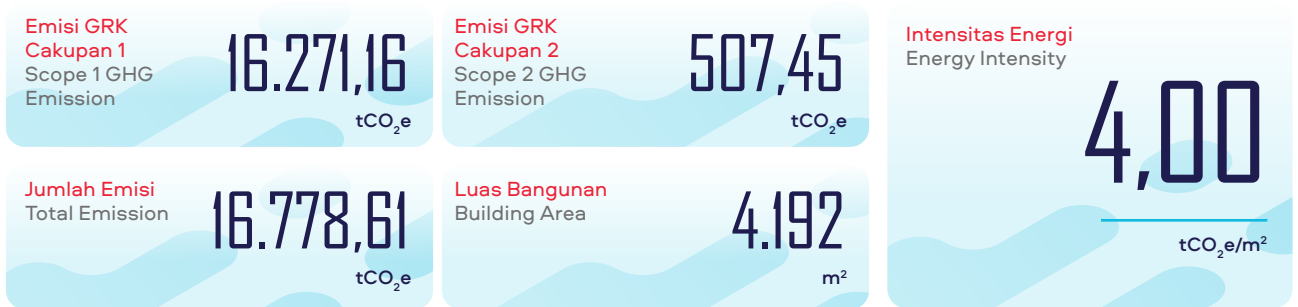 Emisi GRK
Cakupan 1
Scope 1 GHG
Emission
16.271,16
tCO₂e
Emisi GRK
Cakupan 2
Scope 2 GHG
Emission
507,45
tCO₂e
Intensitas Energi
Energy Intensity
4,00
tCO₂e/m²
Jumlah Emisi
Total Emission
16.778,61
tCO₂e
Luas Bangunan
Building Area
4.192
m²